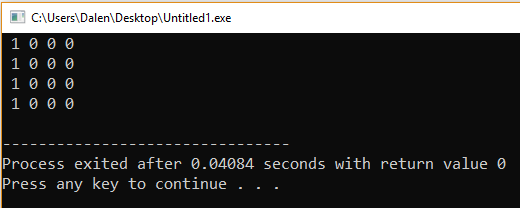 C:\Users\Dalen\Desktop\Untitled1.exe
1 0 0 0
1 0 0 0
1 0 0 0
1 0 0 0
--------------------------------
Process exited after 0.04084 seconds with return value 0
Press any key to continue . . .